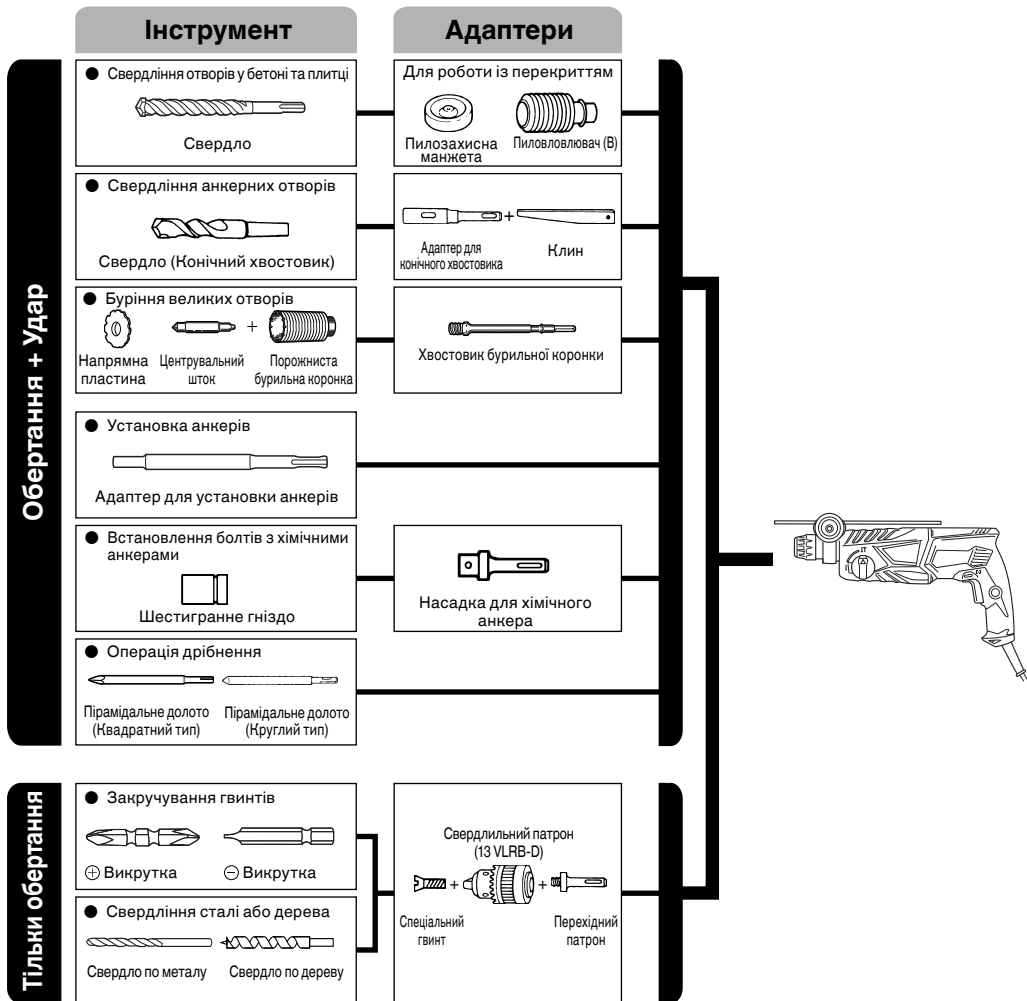 Інструмент
Адаптери
Обертання + Удар
● Свердління отворів у бетоні та плитці
Свердло
Для роботи із перекриттям
Пилозахисна
манжета
Пиловловлювач (B)
● Свердління анкерних отворів
Свердло (Конічний хвостовик)
+
Адаптер для
конічного хвостовика
Клин
● Буріння великих отворів
+
Напрямна
пластина
Центрувальний
шток
Порожниста
бурильна коронка
Хвостовик бурильної коронки
● Установка анкерів
Адаптер для установки анкерів
● Встановлення болтів з хімічними
анкерами
Шестигранне гніздо
Насадка для хімічного
анкера
● Операція дрібнення
Пірамідальне долото
(Квадратний тип)
Пірамідальне долото
(Круглий тип)
Тільки обертання
● Закручування гвинтів
⊕ Викрутка
⊖ Викрутка
● Свердління сталі або дерева
Свердло по металу
Свердло по дереву
Свердлильний патрон
(13 VLRB-D)
+ +
Спеціальний
гвинт
Перехідний
патрон